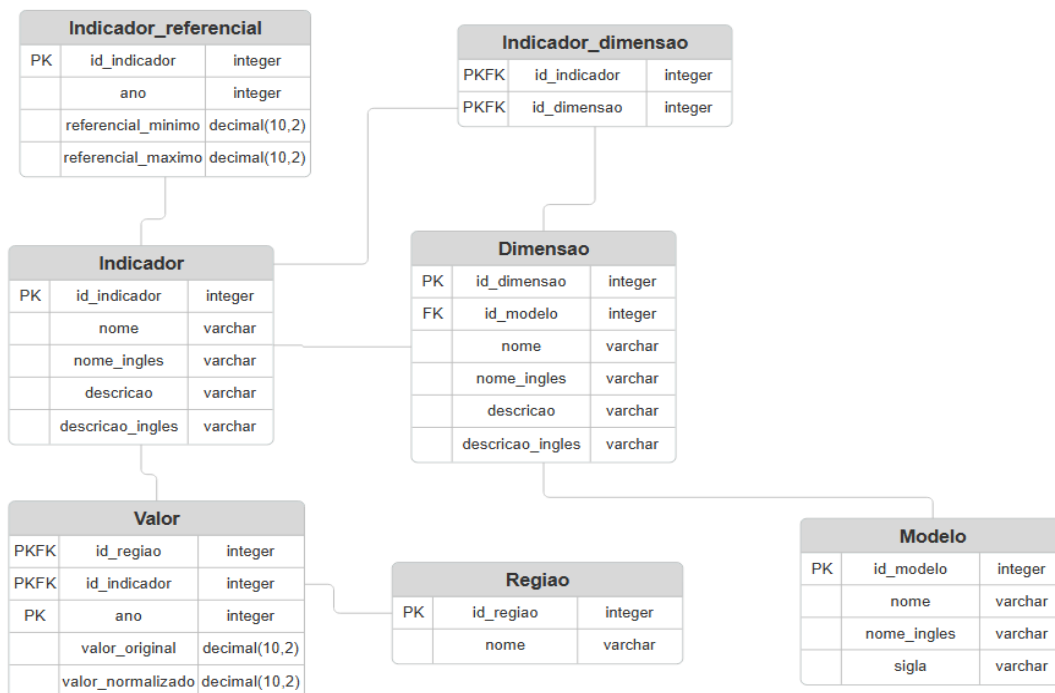 Indicador_referencial
PK id_indicador integer
ano integer
referencial_minimo decimal(10,2)
referencial_maximo decimal(10,2)
Indicador_dimensao
PKFK id_indicador integer
PKFK id_dimensao integer
Indicador
PK id_indicador integer
nome varchar
nome_ingles varchar
descricao varchar
descricao_ingles varchar
Dimensao
PK id_dimensao integer
FK id_modelo integer
nome varchar
nome_ingles varchar
descricao varchar
descricao_ingles varchar
Valor
PKFK id_regiao integer
PKFK id_indicador integer
PK ano integer
valor_original decimal(10,2)
valor_normalizado decimal(10,2)
Regiao
PK id_regiao integer
nome varchar
Modelo
PK id_modelo integer
nome varchar
nome_ingles varchar
sigla varchar